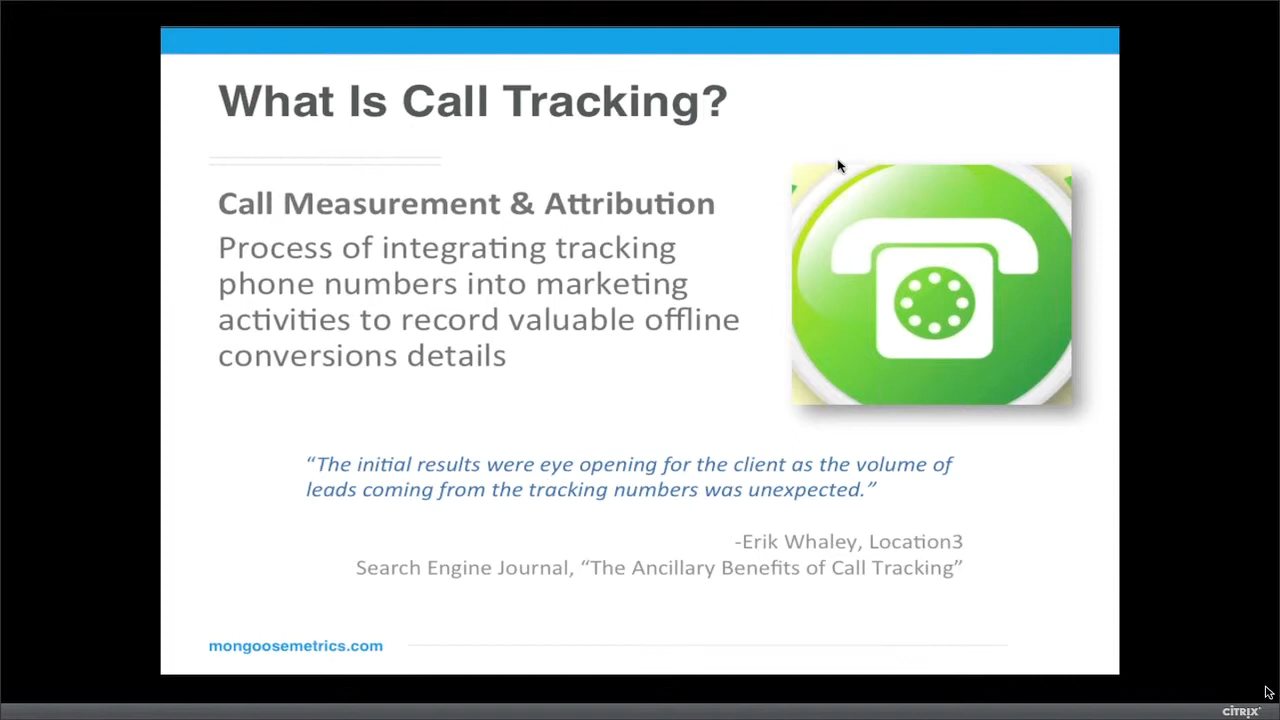 What Is Call Tracking?
Call Measurement & Attribution
Process of integrating tracking
phone numbers into marketing
activities to record valuable offline
conversions details
“The initial results were eye opening for the client as the volume of
leads coming from the tracking numbers was unexpected.”
-Erik Whaley, Location3
Search Engine Journal, “The Ancillary Benefits of Call Tracking”
mongoosemetrics.com
CITRIX